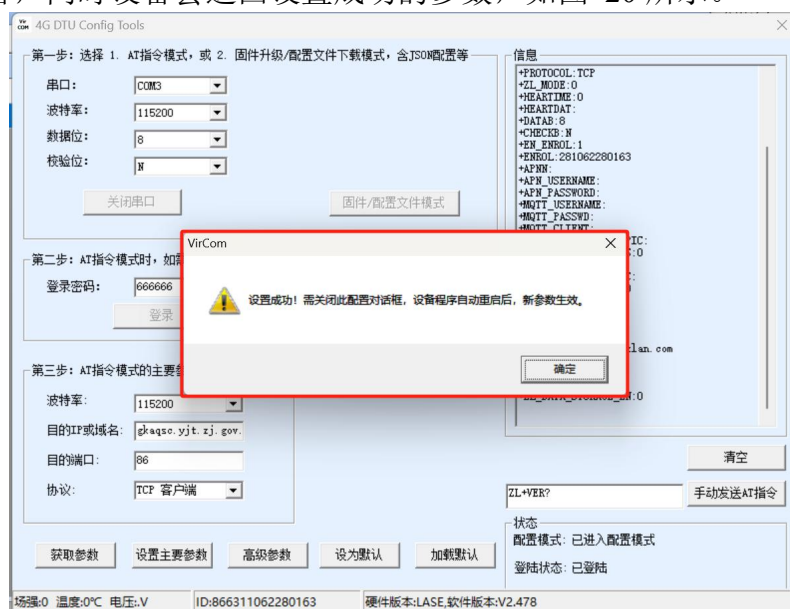 4G DTU Config Tools
第一步：选择 1. AT指令模式，或 2. 固件升级/配置文件下载模式，含JSON配置等
串口：
COM3
波特率：
115200
数据位：
8
校验位：
N
关闭串口
固件/配置文件模式
第二步：AT指令模式时，如需
登录密码：
666666
登录
第三步：AT指令模式的主要
波特率：
115200
目的IP或域名：
gkaqsc.yjt.zj.gov.
目的端口：
86
协议：
TCP 客户端
获取参数
设置主要参数
高级参数
设为默认
加载默认
信息
+PROTOCOL:TCP
+ZL_MODE:0
+HEARTIME:0
+HEARTDAT:
+DATAB:8
+CHECKB:N
+EN_ENROL:1
+ENROL:281062280163
+APNN:
+APN_USERNAME:
+APN_PASSWORD:
+MQTT_USERNAME:
+MQTT_PASSWD:
+MQTT_CLIENT:
IC:
:0
lan.com
VirCom
设置成功！需关闭此配置对话框，设备程序自动重启后，新参数生效。
确定
清空
ZL+VER?
手动发送AT指令
状态
配置模式：已进入配置模式
登陆状态：已登陆
场强:0 温度:0℃ 电压:.V
ID:866311062280163
硬件版本:LASE,软件版本:V2.478